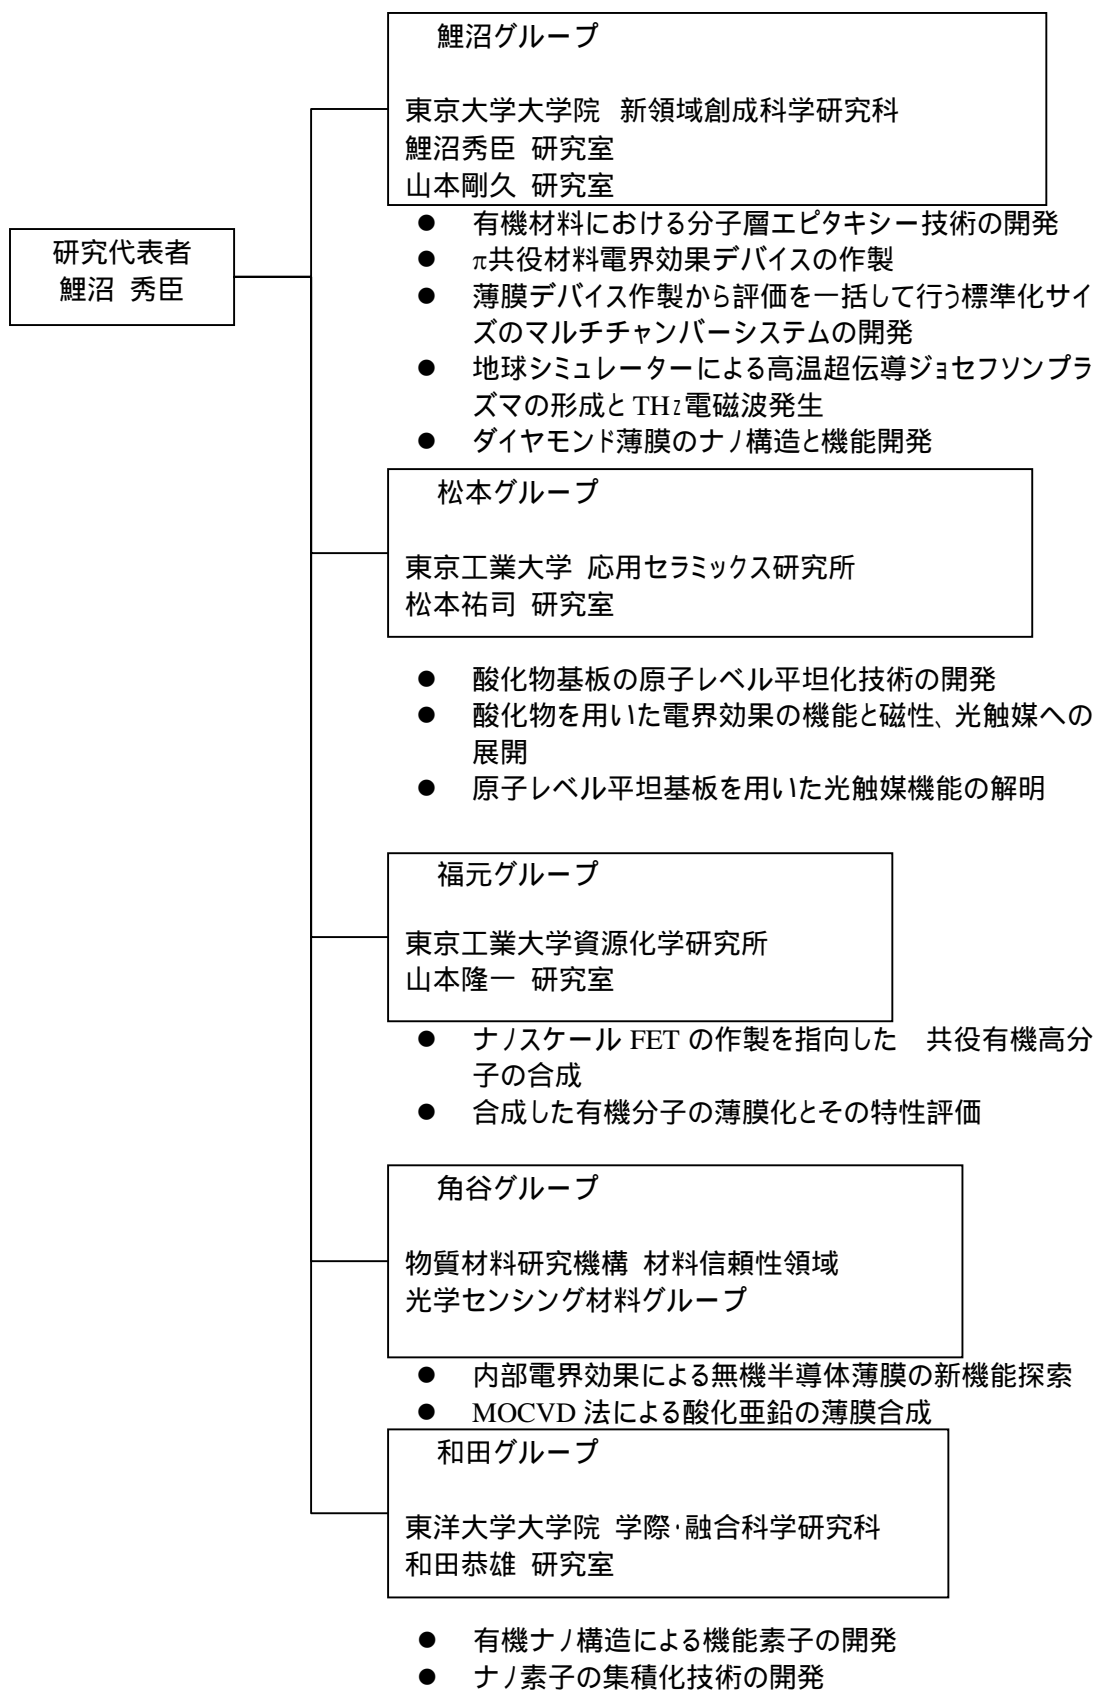 研究代表者
鯉沼 秀臣
鯉沼グループ
東京大学大学院 新領域創成科学研究科
鯉沼秀臣 研究室
山本剛久 研究室
● 有機材料における分子層エピタキシー技術の開発
● π共役材料電界効果デバイスの作製
● 薄膜デバイス作製から評価を一括して行う標準化サイ
ズのマルチチャンバーシステムの開発
● 地球シミュレーターによる高温超伝導ジョセフソンプラ
ズマの形成とTHz電磁波発生
● ダイヤモンド薄膜のナノ構造と機能開発
松本グループ
東京工業大学 応用セラミックス研究所
松本祐司 研究室
● 酸化物基板の原子レベル平坦化技術の開発
● 酸化物を用いた電界効果の機能と磁性、光触媒への
展開
● 原子レベル平坦基板を用いた光触媒機能の解明
福元グループ
東京工業大学資源化学研究所
山本隆一 研究室
● ナノスケール FET の作製を指向した 共役有機高分
子の合成
● 合成した有機分子の薄膜化とその特性評価
角谷グループ
物質材料研究機構 材料信頼性領域
光学センシング材料グループ
● 内部電界効果による無機半導体薄膜の新機能探索
● MOCVD 法による酸化亜鉛の薄膜合成
和田グループ
東洋大学大学院 学際・融合科学研究科
和田恭雄 研究室
● 有機ナノ構造による機能素子の開発
● ナノ素子の集積化技術の開発